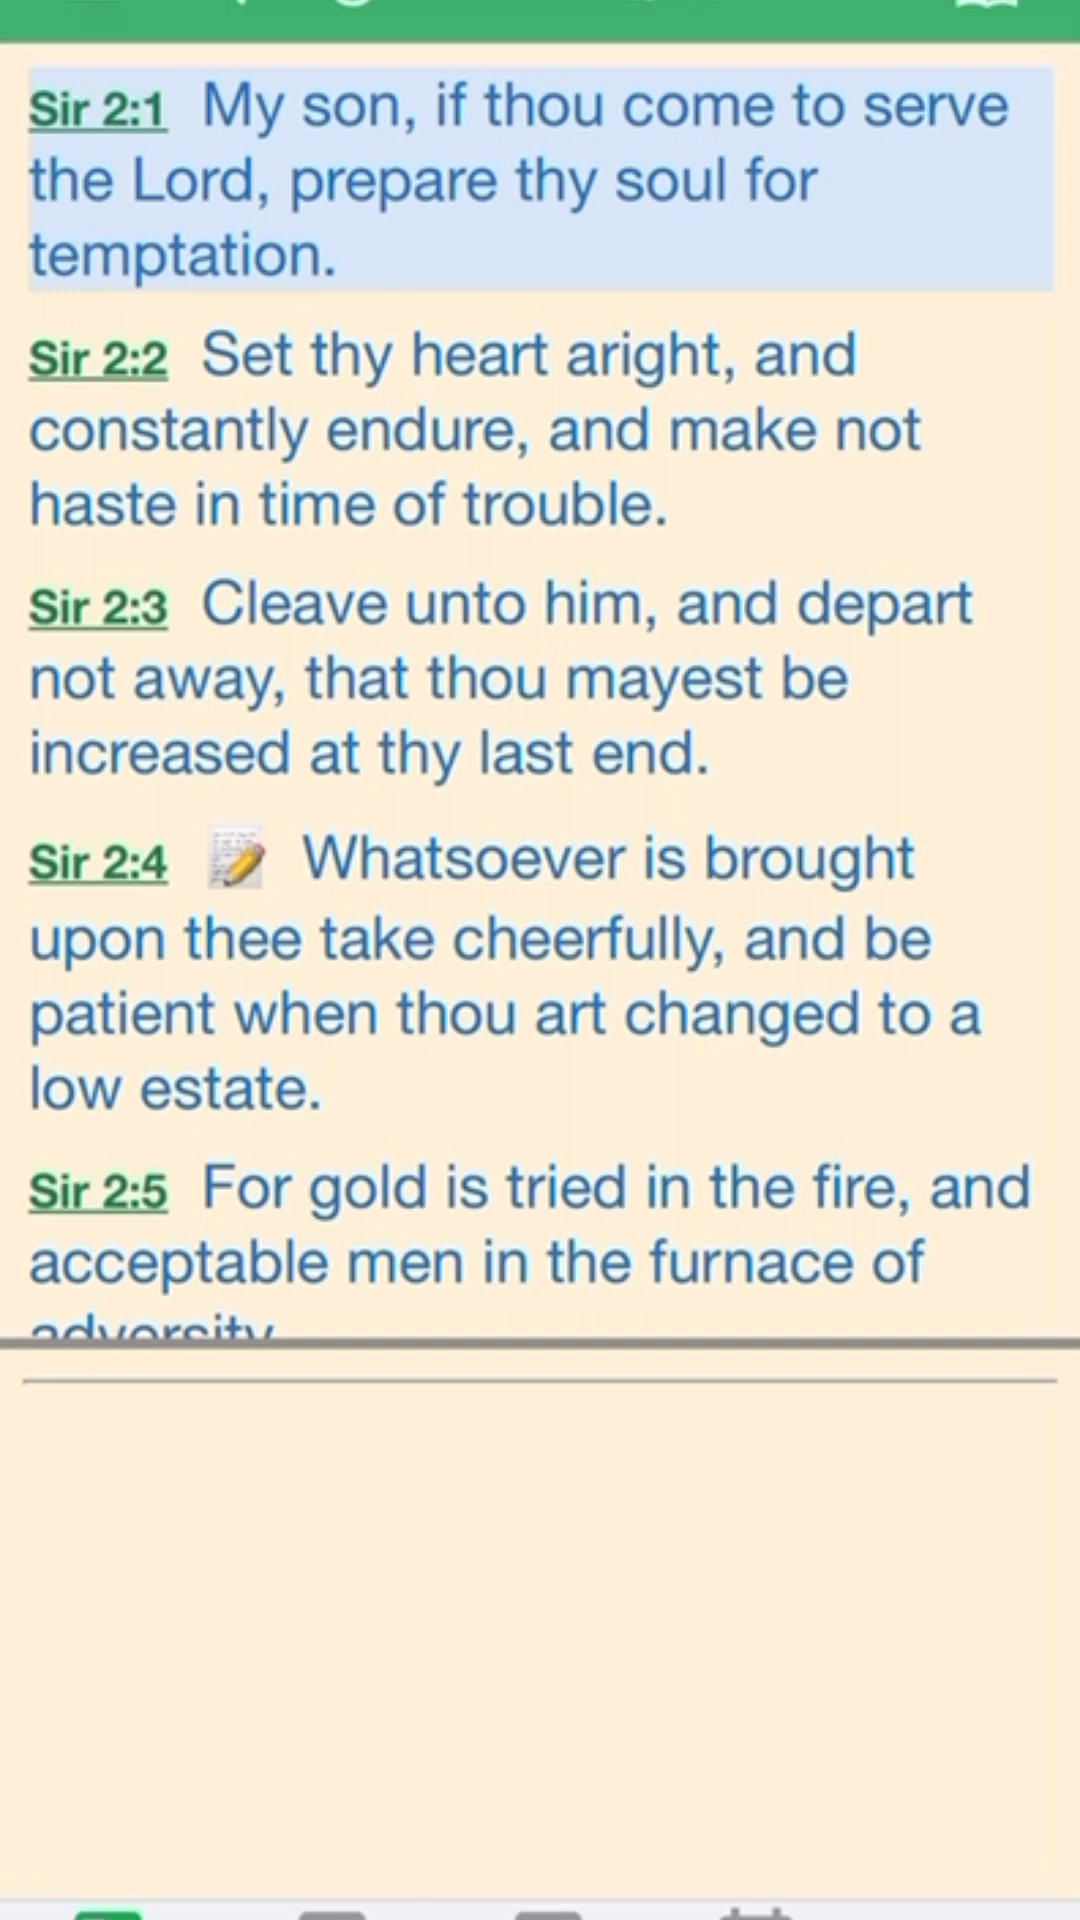 Sir 2:1 My son, if thou come to serve
the Lord, prepare thy soul for
temptation.
Sir 2:2 Set thy heart aright, and
constantly endure, and make not
haste in time of trouble.
Sir 2:3 Cleave unto him, and depart
not away, that thou mayest be
increased at thy last end.
Sir 2:4 Whatsoever is brought
upon thee take cheerfully, and be
patient when thou art changed to a
low estate.
Sir 2:5 For gold is tried in the fire, and
acceptable men in the furnace of
adversity